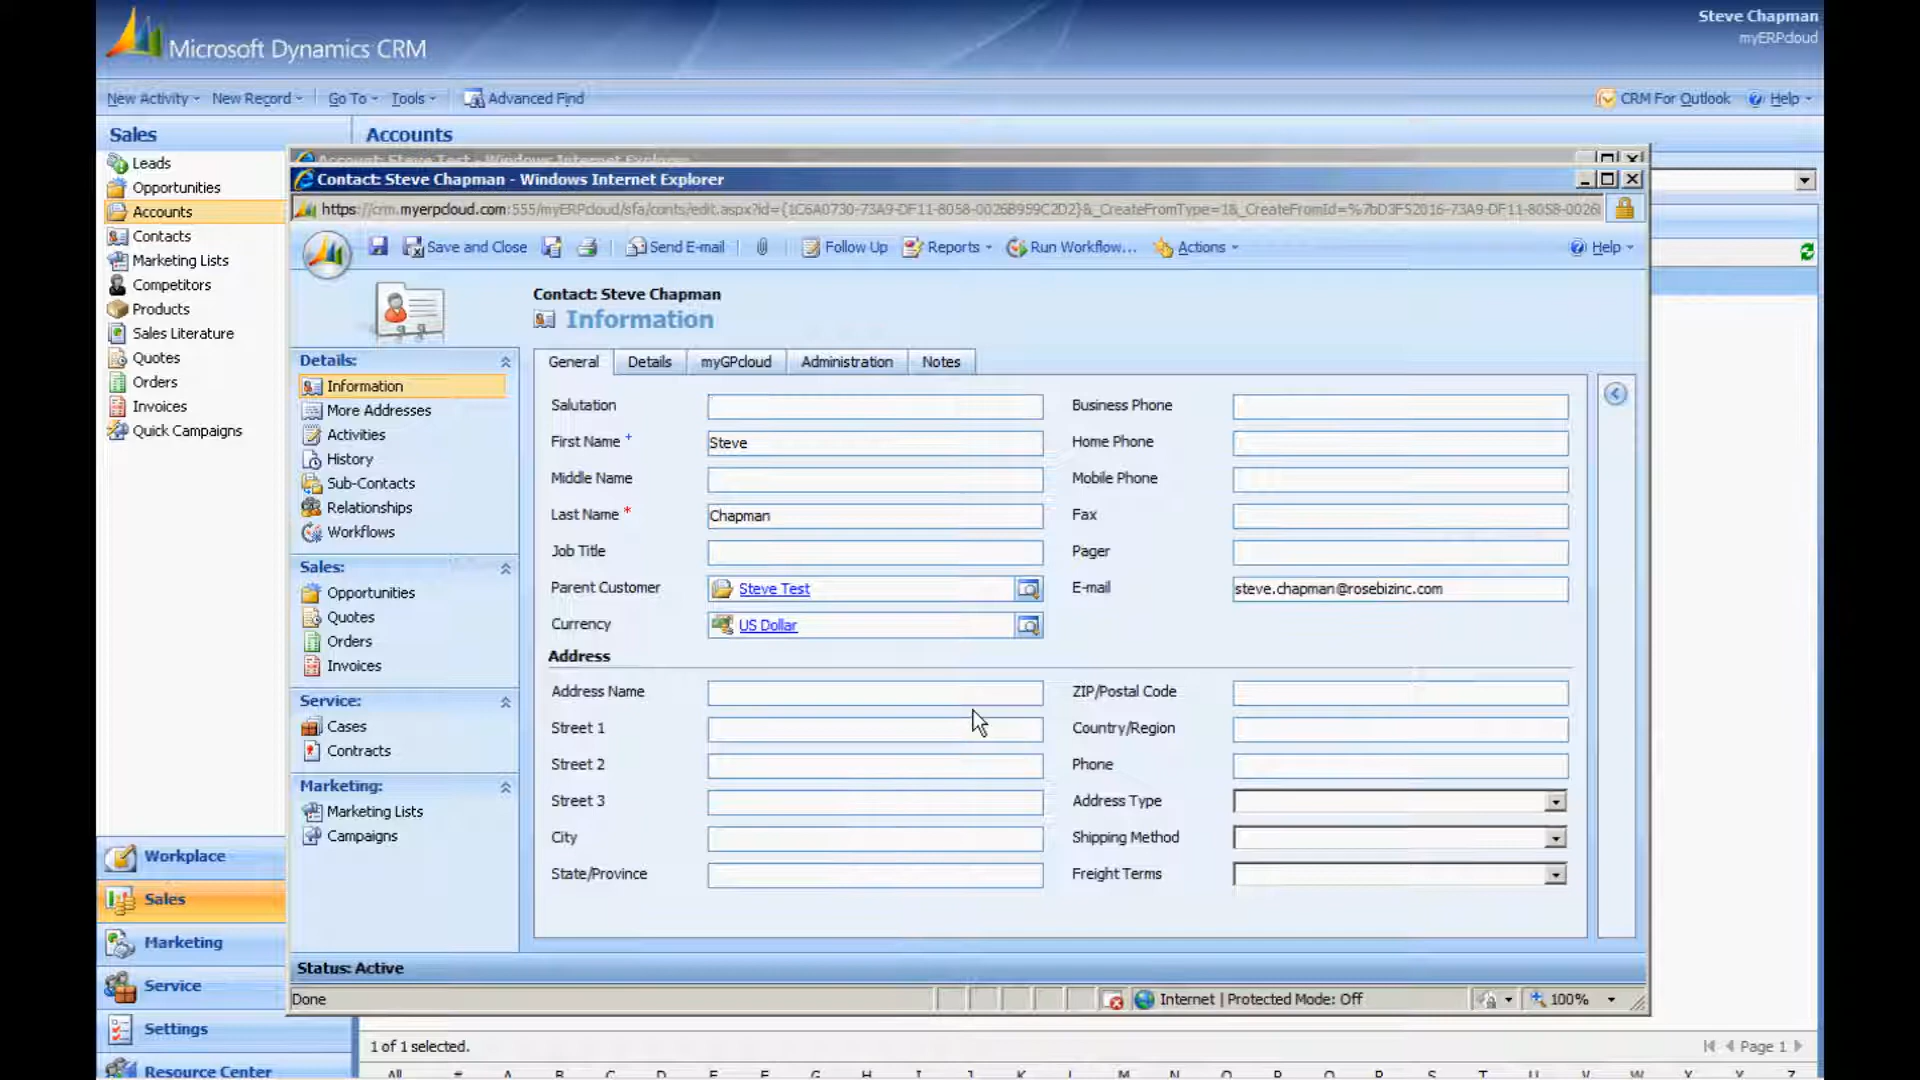 Steve Chapman
myERPcloud
Microsoft Dynamics CRM
New Activity New Record Go To Tools Advanced Find CRM For Outlook Help
Sales
Accounts
Leads
Opportunities
Accounts
Contacts
Marketing Lists
Competitors
Products
Sales Literature
Quotes
Orders
Invoices
Quick Campaigns
Workplace
Sales
Marketing
Service
Settings
Resource Center
Account: Steve Test - Windows Internet Explorer
Contact: Steve Chapman - Windows Internet Explorer
https://crm.myerpcloud.com:555/myERPcloud/sfa/conts/edit.aspx?id={1C6A0730-73A9-DF11-8058-0026B959C2D2}&_CreateFromType=1&_CreateFromId=%7bD3F52016-73A9-DF11-8058-0026
Save and Close Send E-mail Follow Up Reports Run Workflow... Actions Help
Contact: Steve Chapman
Information
Details:
Information
More Addresses
Activities
History
Sub-Contacts
Relationships
Workflows
Sales:
Opportunities
Quotes
Orders
Invoices
Service:
Cases
Contracts
Marketing:
Marketing Lists
Campaigns
General Details myGPcloud Administration Notes
Salutation
Business Phone
First Name + Steve
Home Phone
Middle Name
Mobile Phone
Last Name * Chapman
Fax
Job Title
Pager
Parent Customer Steve Test
E-mail steve.chapman@rosebizinc.com
Currency US Dollar
Address
Address Name
ZIP/Postal Code
Street 1
Country/Region
Street 2
Phone
Street 3
Address Type
City
Shipping Method
State/Province
Freight Terms
Status: Active
Done Internet | Protected Mode: Off 100%
1 of 1 selected. Page 1
All # A B C D E F G H I J K L M N O P Q R S T U V W X Y Z